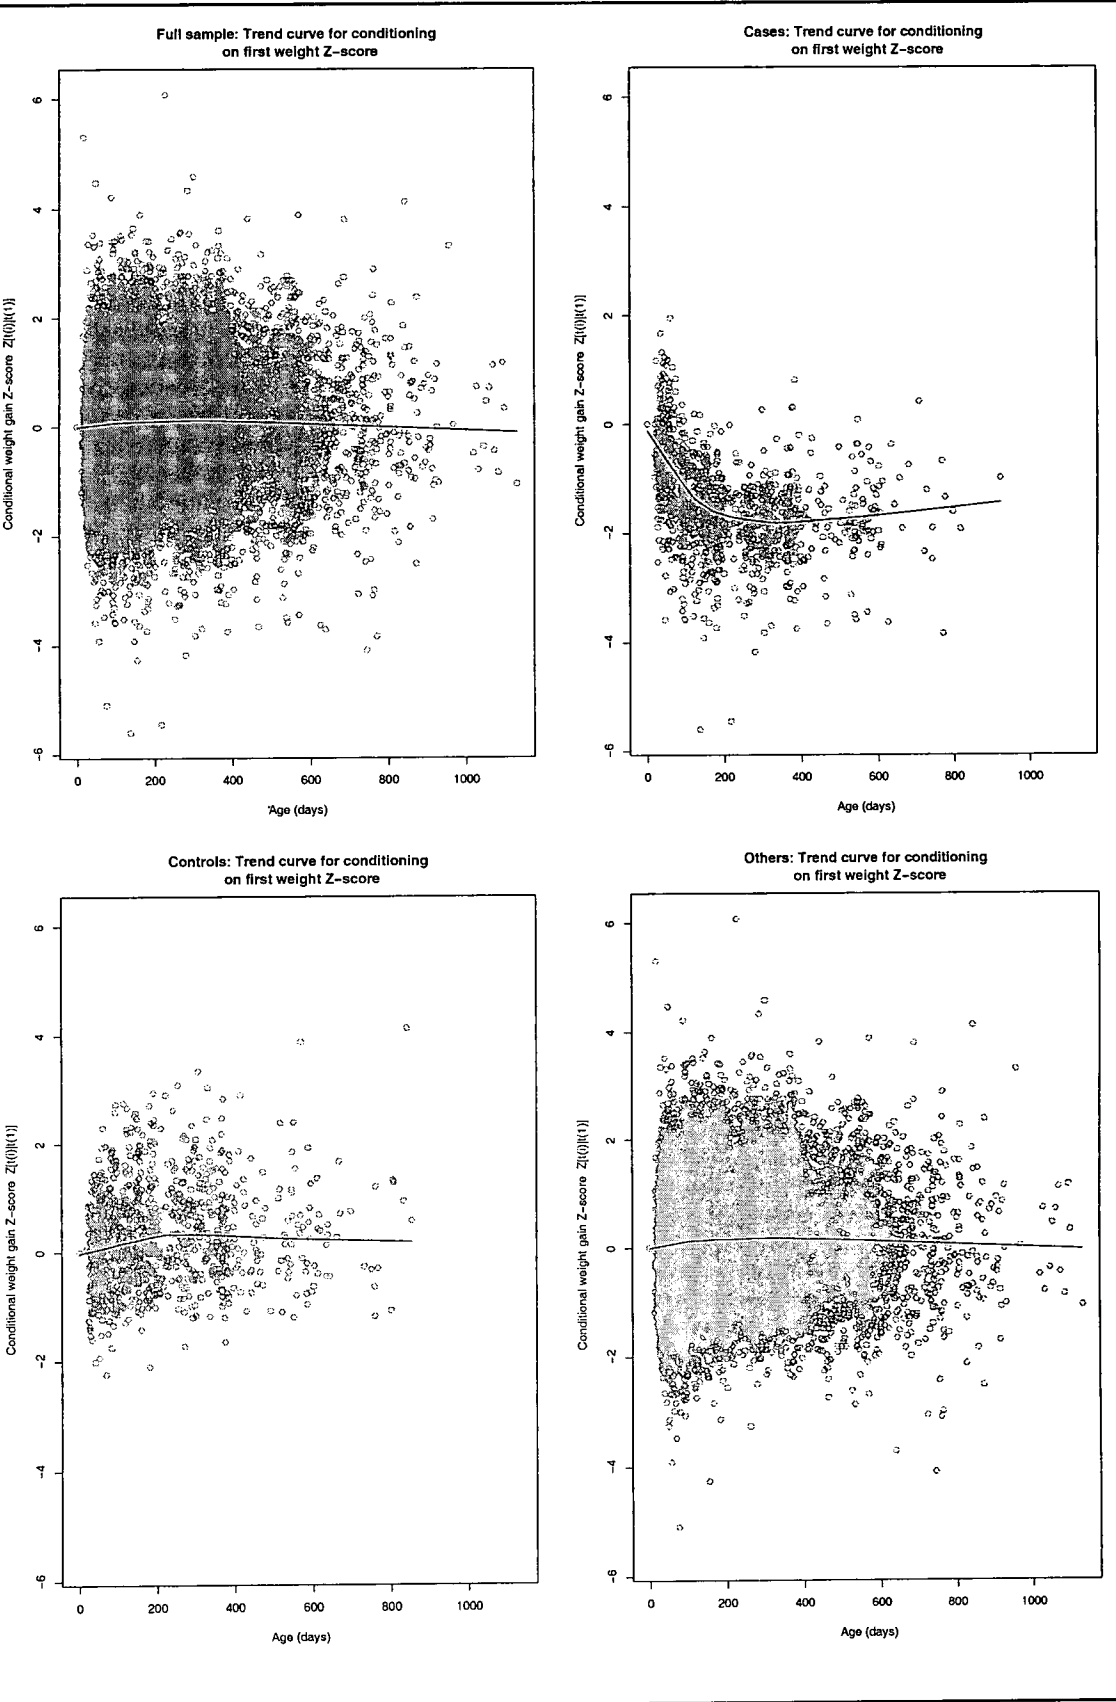 Full sample: Trend curve for conditioning
on first weight Z-score
Conditional weight gain Z-score Z[t(i)|t(1)]
6
4
2
0
-2
-4
-6
0 200 400 600 800 1000
Age (days)
Cases: Trend curve for conditioning
on first weight Z-score
Conditional weight gain Z-score Z[t(i)|t(1)]
6
4
2
0
-2
-4
-6
0 200 400 600 800 1000
Age (days)
Controls: Trend curve for conditioning
on first weight Z-score
Conditional weight gain Z-score Z[t(i)|t(1)]
6
4
2
0
-2
-4
-6
0 200 400 600 800 1000
Age (days)
Others: Trend curve for conditioning
on first weight Z-score
Conditional weight gain Z-score Z[t(i)|t(1)]
6
4
2
0
-2
-4
-6
0 200 400 600 800 1000
Age (days)